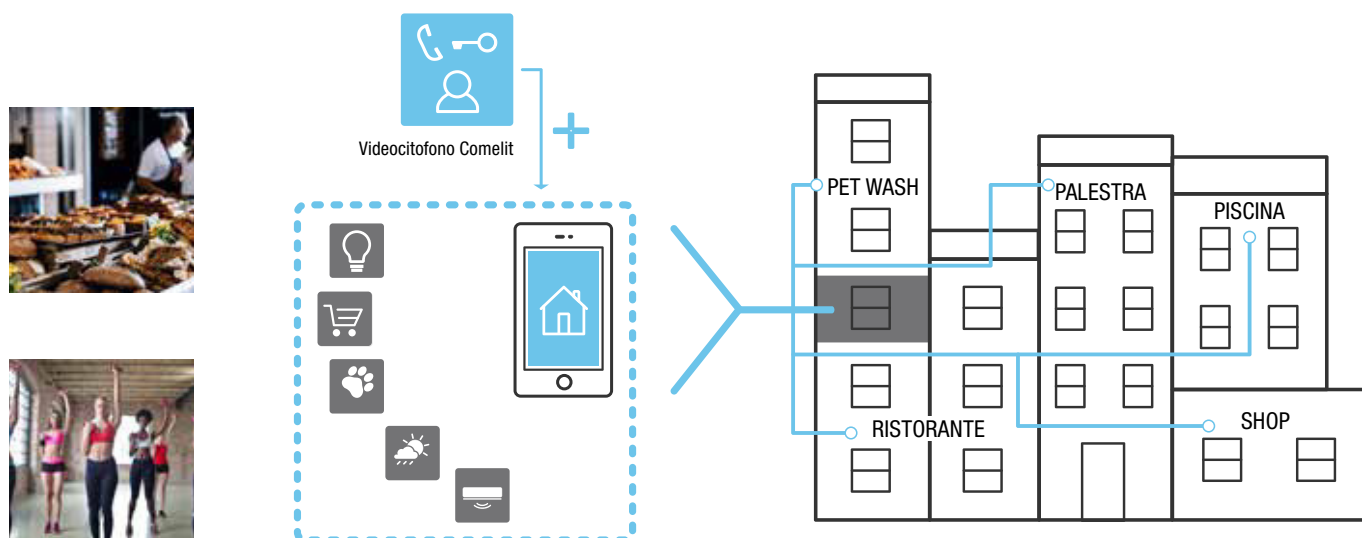 Videocitofono Comelit
PET WASH
PALESTRA
PISCINA
RISTORANTE
SHOP